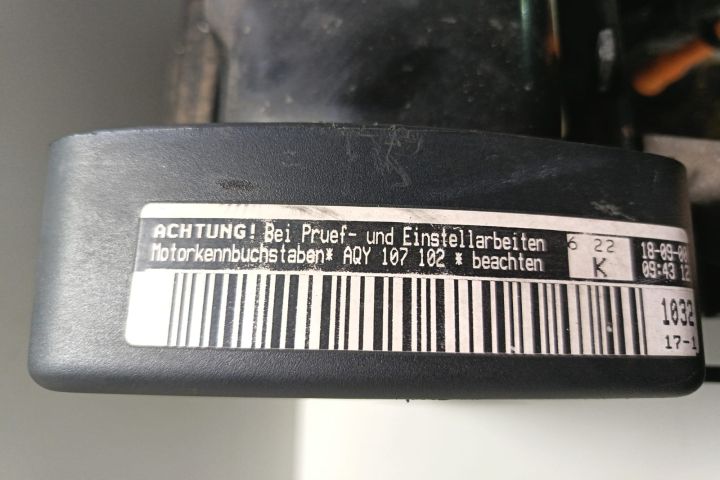 ACHTUNG! Bei Pruef- und Einstellarbeiten
Motorkennbuchstaben* AQY 107 102 * beachten
6 22
K
18-09-00
09:43 12
1032
17-1